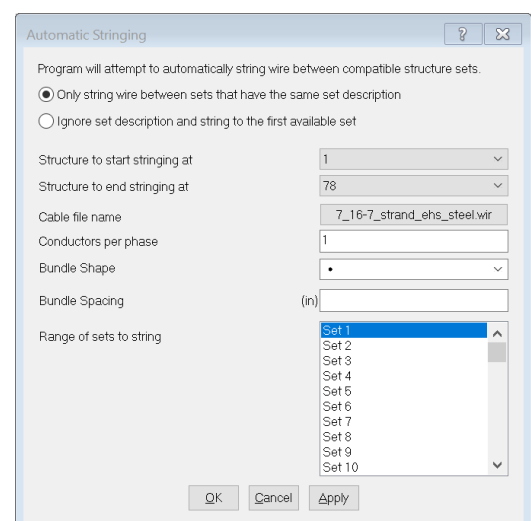 Automatic Stringing
Program will attempt to automatically string wire between compatible structure sets.
Only string wire between sets that have the same set description
Ignore set description and string to the first available set
Structure to start stringing at 1
Structure to end stringing at 78
Cable file name 7_16-7_strand_ehs_steel.wir
Conductors per phase 1
Bundle Shape
Bundle Spacing (in)
Range of sets to string Set 1
Set 2
Set 3
Set 4
Set 5
Set 6
Set 7
Set 8
Set 9
Set 10
OK Cancel Apply